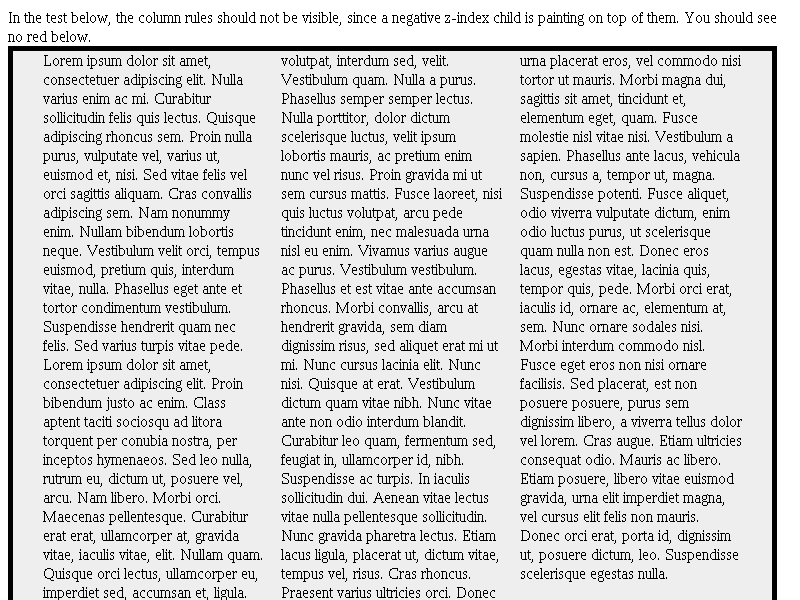 In the test below, the column rules should not be visible, since a negative z-index child is painting on top of them. You should see
no red below.
Lorem ipsum dolor sit amet,
consectetuer adipiscing elit. Nulla
varius enim ac mi. Curabitur
sollicitudin felis quis lectus. Quisque
adipiscing rhoncus sem. Proin nulla
purus, vulputate vel, varius ut,
euismod et, nisi. Sed vitae felis vel
orci sagittis aliquam. Cras convallis
adipiscing sem. Nam nonummy
enim. Nullam bibendum lobortis
neque. Vestibulum velit orci, tempus
euismod, pretium quis, interdum
vitae, nulla. Phasellus eget ante et
tortor condimentum vestibulum.
Suspendisse hendrerit quam nec
felis. Sed varius turpis vitae pede.
Lorem ipsum dolor sit amet,
consectetuer adipiscing elit. Proin
bibendum justo ac enim. Class
aptent taciti sociosqu ad litora
torquent per conubia nostra, per
inceptos hymenaeos. Sed leo nulla,
rutrum eu, dictum ut, posuere vel,
arcu. Nam libero. Morbi orci.
Maecenas pellentesque. Curabitur
erat erat, ullamcorper at, gravida
vitae, iaculis vitae, elit. Nullam quam.
Quisque orci lectus, ullamcorper eu,
imperdiet sed, accumsan et, ligula.
volutpat, interdum sed, velit.
Vestibulum quam. Nulla a purus.
Phasellus semper semper lectus.
Nulla porttitor, dolor dictum
scelerisque luctus, velit ipsum
lobortis mauris, ac pretium enim
nunc vel risus. Proin gravida mi ut
sem cursus mattis. Fusce laoreet, nisi
quis luctus volutpat, arcu pede
tincidunt enim, nec malesuada urna
nisl eu enim. Vivamus varius augue
ac purus. Vestibulum vestibulum.
Phasellus et est vitae ante accumsan
rhoncus. Morbi convallis, arcu at
hendrerit gravida, sem diam
dignissim risus, sed aliquet erat mi ut
mi. Nunc cursus lacinia elit. Nunc
nisi. Quisque at erat. Vestibulum
dictum quam vitae nibh. Nunc vitae
ante non odio interdum blandit.
Curabitur leo quam, fermentum sed,
feugiat in, ullamcorper id, nibh.
Suspendisse ac turpis. In iaculis
sollicitudin dui. Aenean vitae lectus
vitae nulla pellentesque sollicitudin.
Nunc gravida pharetra lectus. Etiam
lacus ligula, placerat ut, dictum vitae,
tempus vel, risus. Cras rhoncus.
Praesent varius ultricies orci. Donec
urna placerat eros, vel commodo nisi
tortor ut mauris. Morbi magna dui,
sagittis sit amet, tincidunt et,
elementum eget, quam. Fusce
molestie nisl vitae nisi. Vestibulum a
sapien. Phasellus ante lacus, vehicula
non, cursus a, tempor ut, magna.
Suspendisse potenti. Fusce aliquet,
odio viverra vulputate dictum, enim
odio luctus purus, ut scelerisque
quam nulla non est. Donec eros
lacus, egestas vitae, lacinia quis,
tempor quis, pede. Morbi orci erat,
iaculis id, ornare ac, elementum at,
sem. Nunc ornare sodales nisi.
Morbi interdum commodo nisl.
Fusce eget eros non nisi ornare
facilisis. Sed placerat, est non
posuere posuere, purus sem
dignissim libero, a viverra tellus dolor
vel lorem. Cras augue. Etiam ultricies
consequat odio. Mauris ac libero.
Etiam posuere, libero vitae euismod
gravida, urna elit imperdiet magna,
vel cursus elit felis non mauris.
Donec orci erat, porta id, dignissim
ut, posuere dictum, leo. Suspendisse
scelerisque egestas nulla.